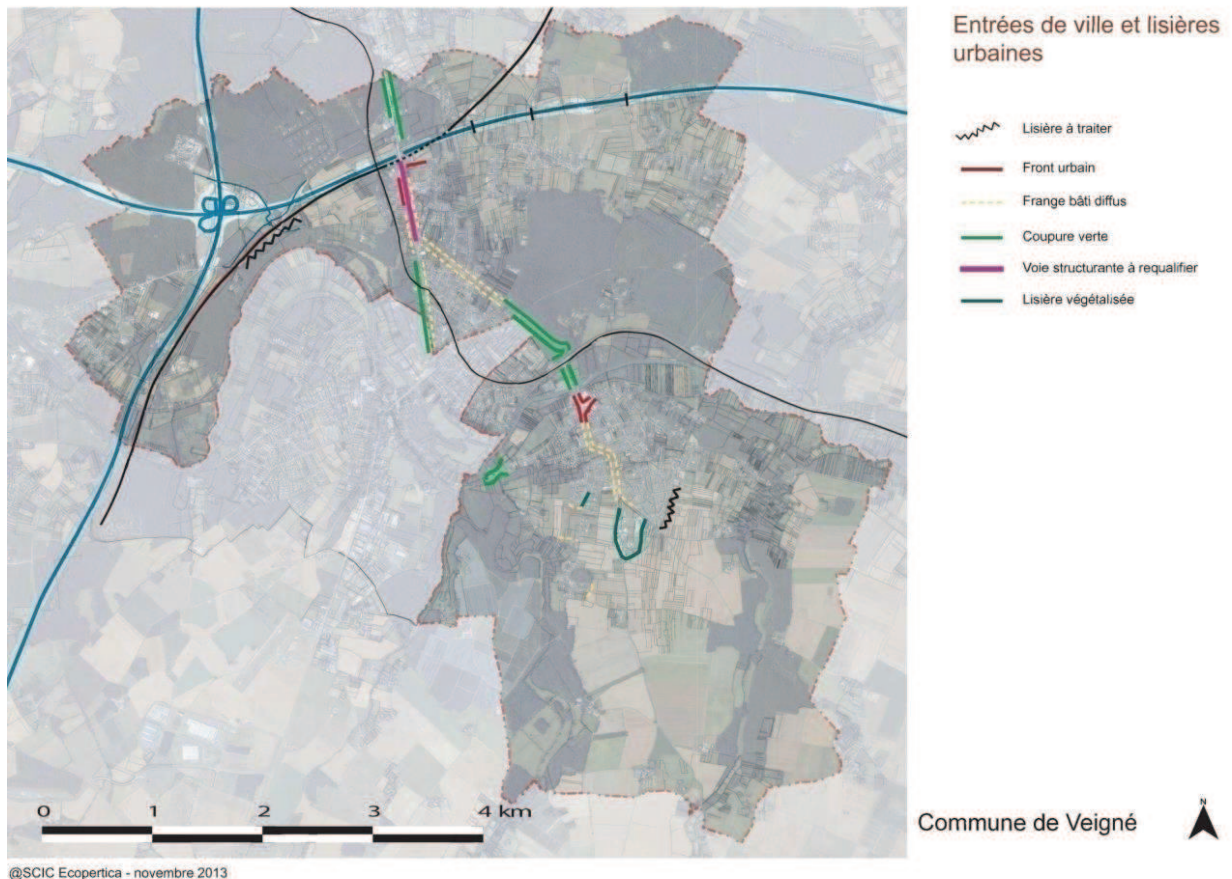 Entrées de ville et lisières
urbaines
Lisière à traiter
Front urbain
Frange bâti diffus
Coupure verte
Voie structurante à requalifier
Lisière végétalisée
0 1 2 3 4 km
Commune de Veigné
N
@SCIC Ecopertica - novembre 2013